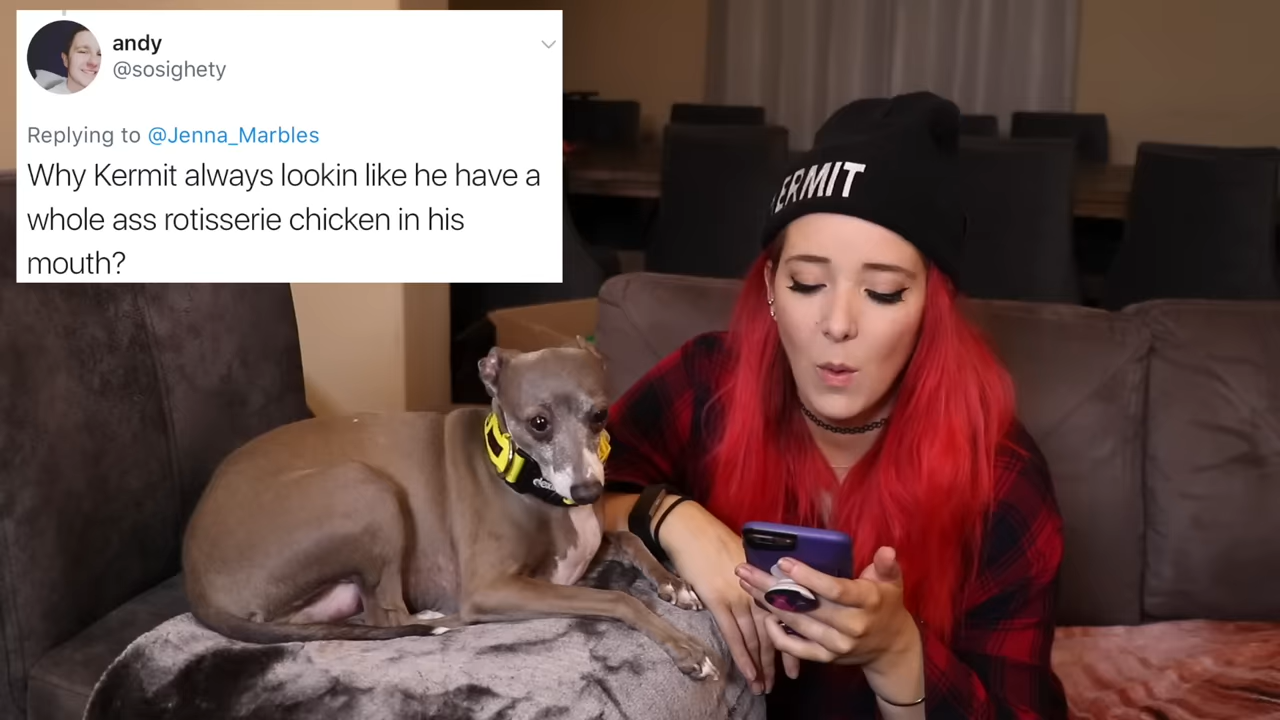 andy
@sosighety
Replying to @Jenna_Marbles
Why Kermit always lookin like he have a
whole ass rotisserie chicken in his
mouth?
ERMIT